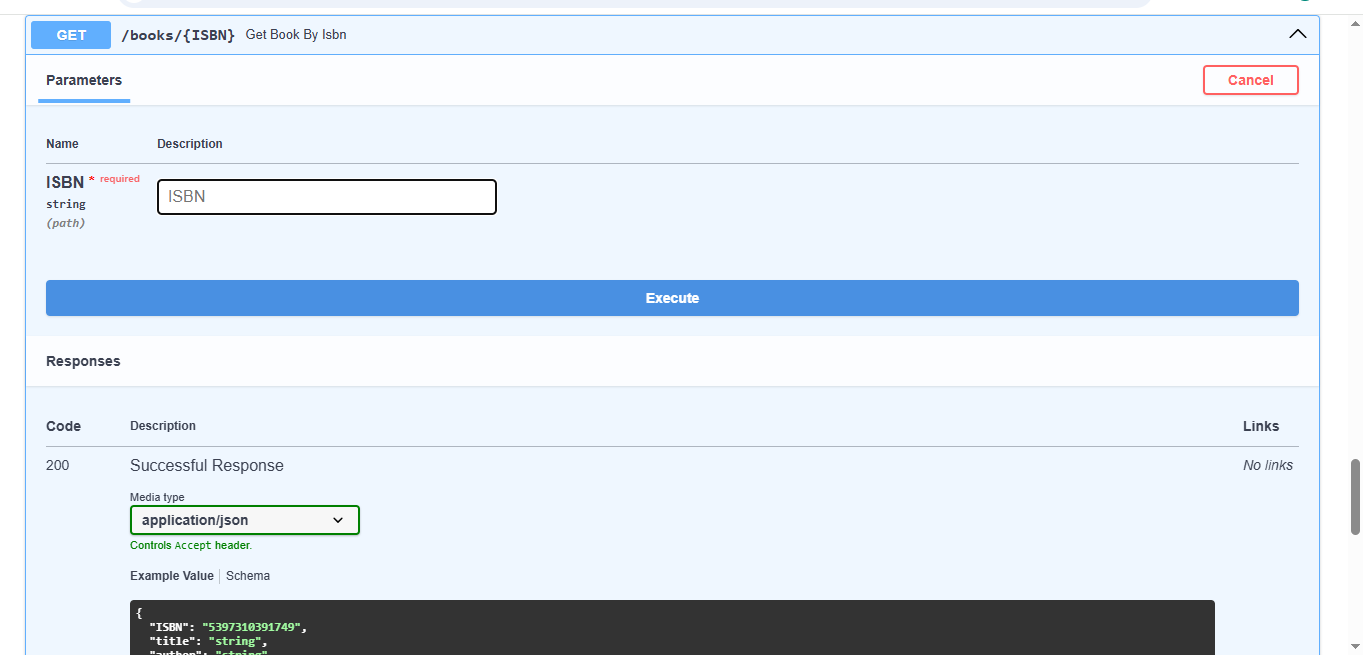 GET /books/{ISBN} Get Book By Isbn
Parameters
Cancel
Name Description
ISBN * required
string
(path)
ISBN
Execute
Responses
Code Description Links
200 Successful Response No links
Media type
application/json
Controls Accept header.
Example Value Schema
{
"ISBN": "5397310391749",
"title": "string",
"author": "string"